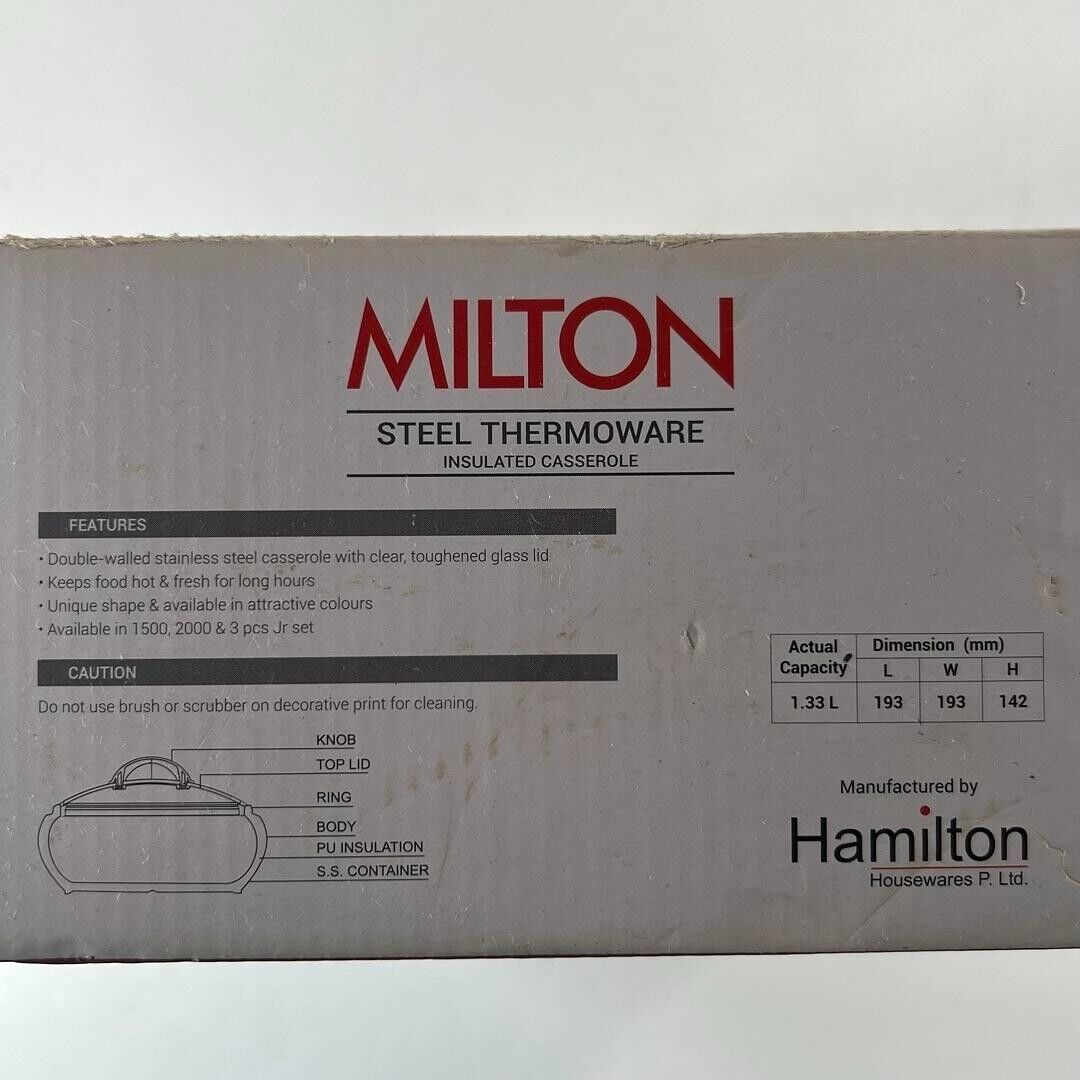 MILTON
STEEL THERMOWARE
INSULATED CASSEROLE
FEATURES
• Double-walled stainless steel casserole with clear, toughened glass lid
• Keeps food hot & fresh for long hours
• Unique shape & available in attractive colours
• Available in 1500, 2000 & 3 pcs Jr set
CAUTION
Do not use brush or scrubber on decorative print for cleaning.
KNOB
TOP LID
RING
BODY
PU INSULATION
S.S. CONTAINER
Actual Capacity Dimension (mm)
L W H
1.33 L 193 193 142
Manufactured by
Hamilton
Housewares P. Ltd.